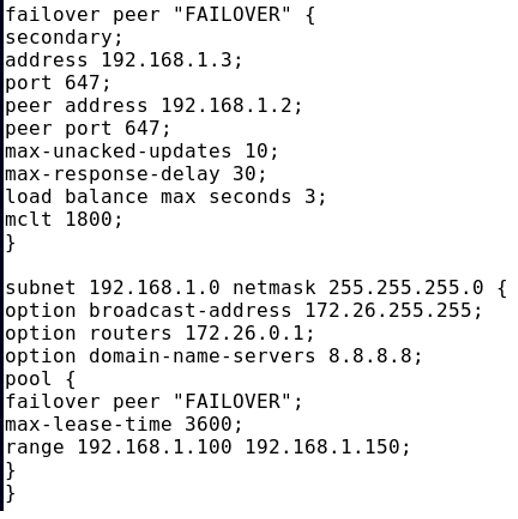 failover peer "FAILOVER" {
secondary;
address 192.168.1.3;
port 647;
peer address 192.168.1.2;
peer port 647;
max-unacked-updates 10;
max-response-delay 30;
load balance max seconds 3;
mclt 1800;
}

subnet 192.168.1.0 netmask 255.255.255.0 {
option broadcast-address 172.26.255.255;
option routers 172.26.0.1;
option domain-name-servers 8.8.8.8;
pool {
failover peer "FAILOVER";
max-lease-time 3600;
range 192.168.1.100 192.168.1.150;
}
}